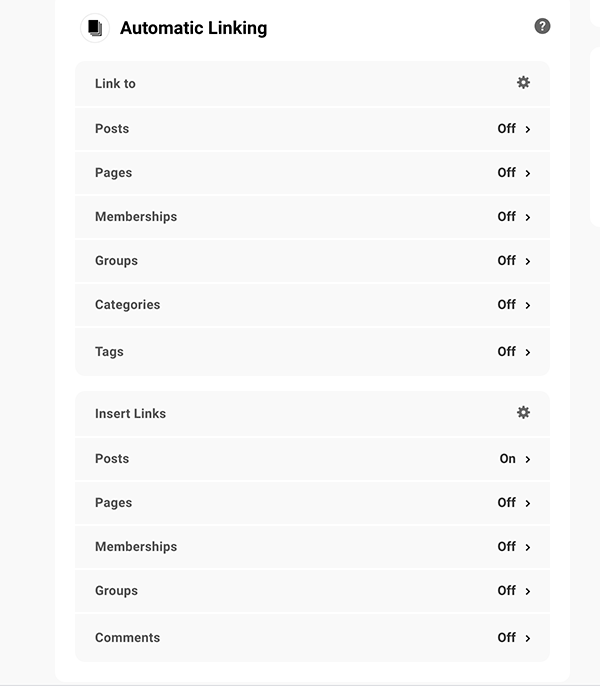 Automatic Linking
Link to
Posts Off
Pages Off
Memberships Off
Groups Off
Categories Off
Tags Off
Insert Links
Posts On
Pages Off
Memberships Off
Groups Off
Comments Off